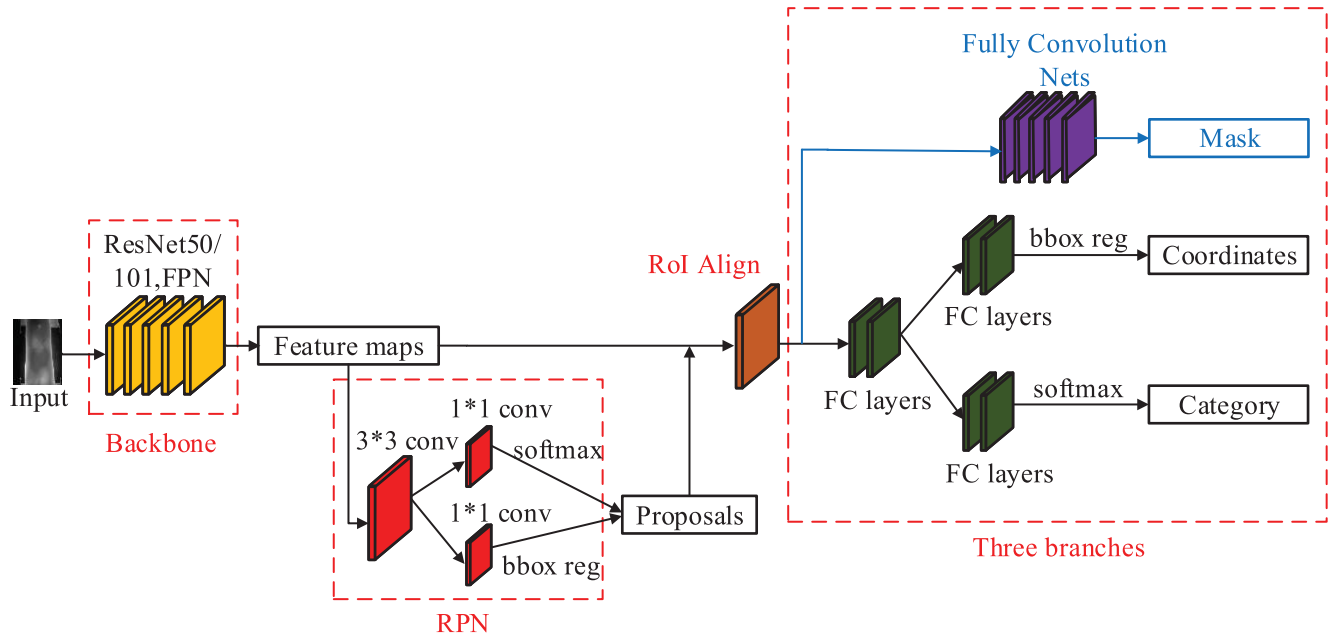 Fully Convolution
Nets
Mask
ResNet50/
101,FPN
RoI Align
bbox reg
Coordinates
FC layers
Feature maps
Input
FC layers
softmax
Category
FC layers
Backbone
1*1 conv
3*3 conv
softmax
1*1 conv
Proposals
bbox reg
Three branches
RPN